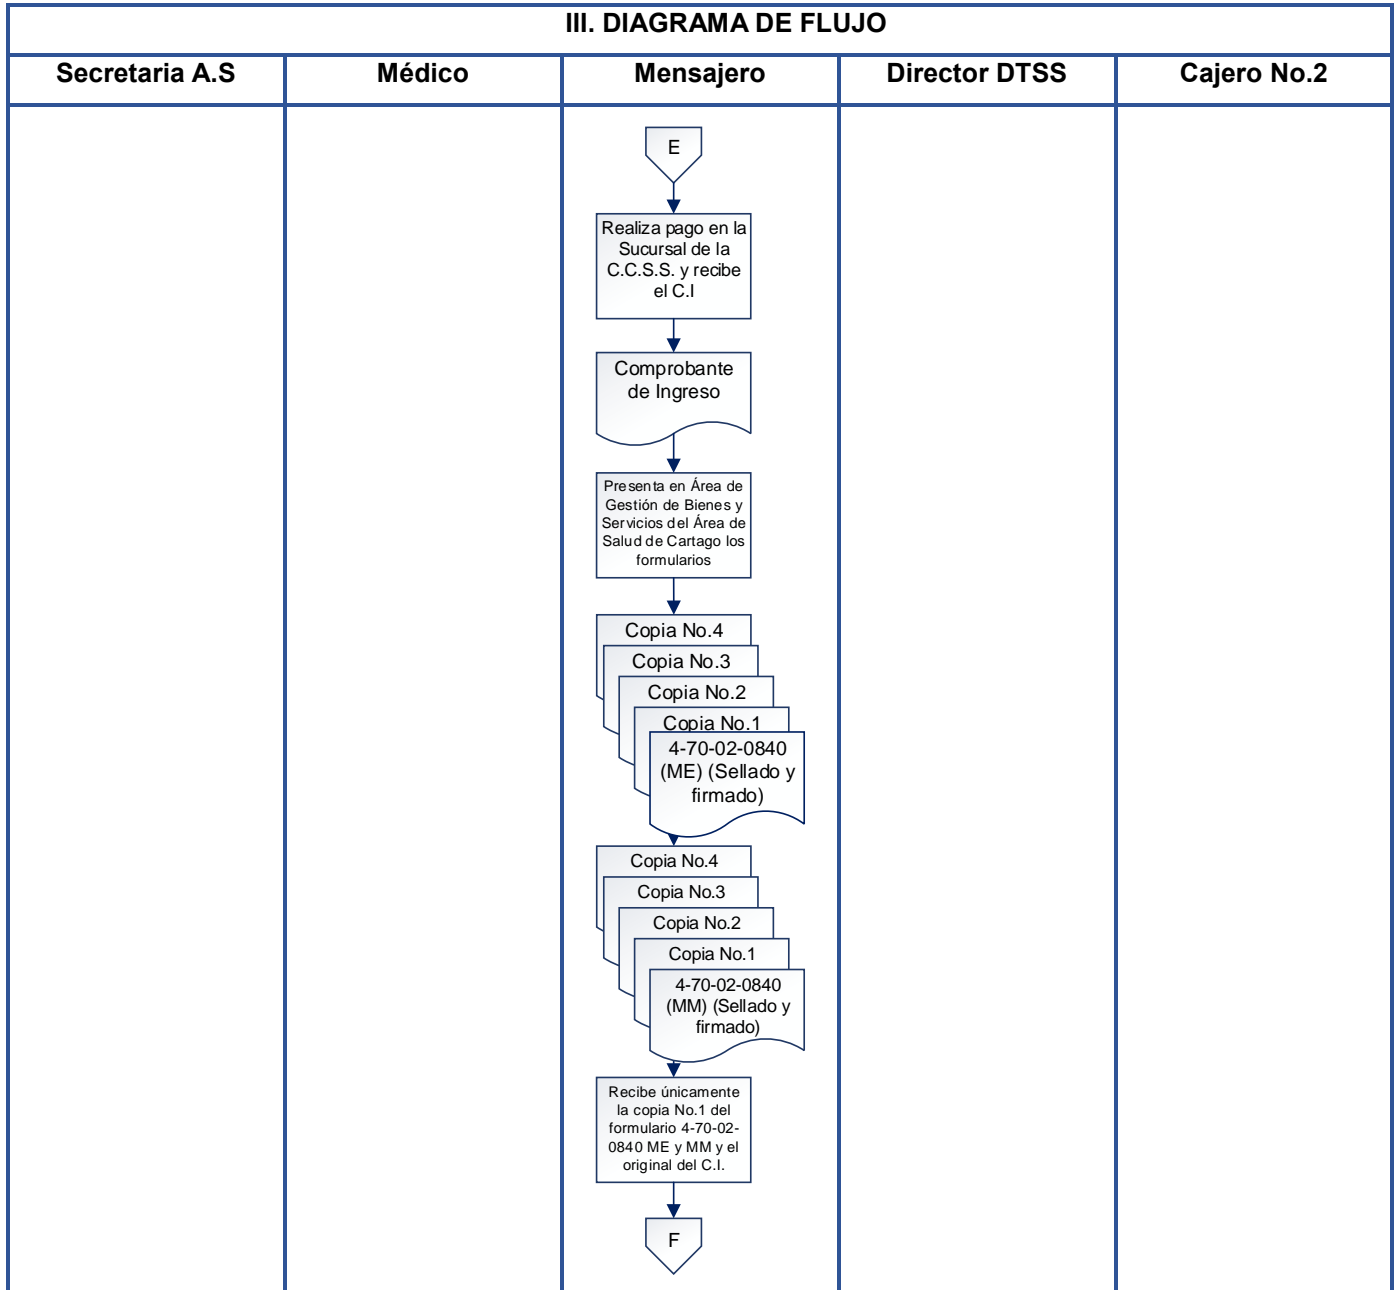 III. DIAGRAMA DE FLUJO
Secretaria A.S
Médico
Mensajero
Director DTSS
Cajero No.2
E
Realiza pago en la
Sucursal de la
C.C.S.S. y recibe
el C.I
Comprobante
de Ingreso
Presenta en Área de
Gestión de Bienes y
Servicios del Área de
Salud de Cartago los
formularios
Copia No.4
Copia No.3
Copia No.2
Copia No.1
4-70-02-0840
(ME) (Sellado y
firmado)
Copia No.4
Copia No.3
Copia No.2
Copia No.1
4-70-02-0840
(MM) (Sellado y
firmado)
Recibe únicamente
la copia No.1 del
formulario 4-70-02-
0840 ME y MM y el
original del C.I.
F